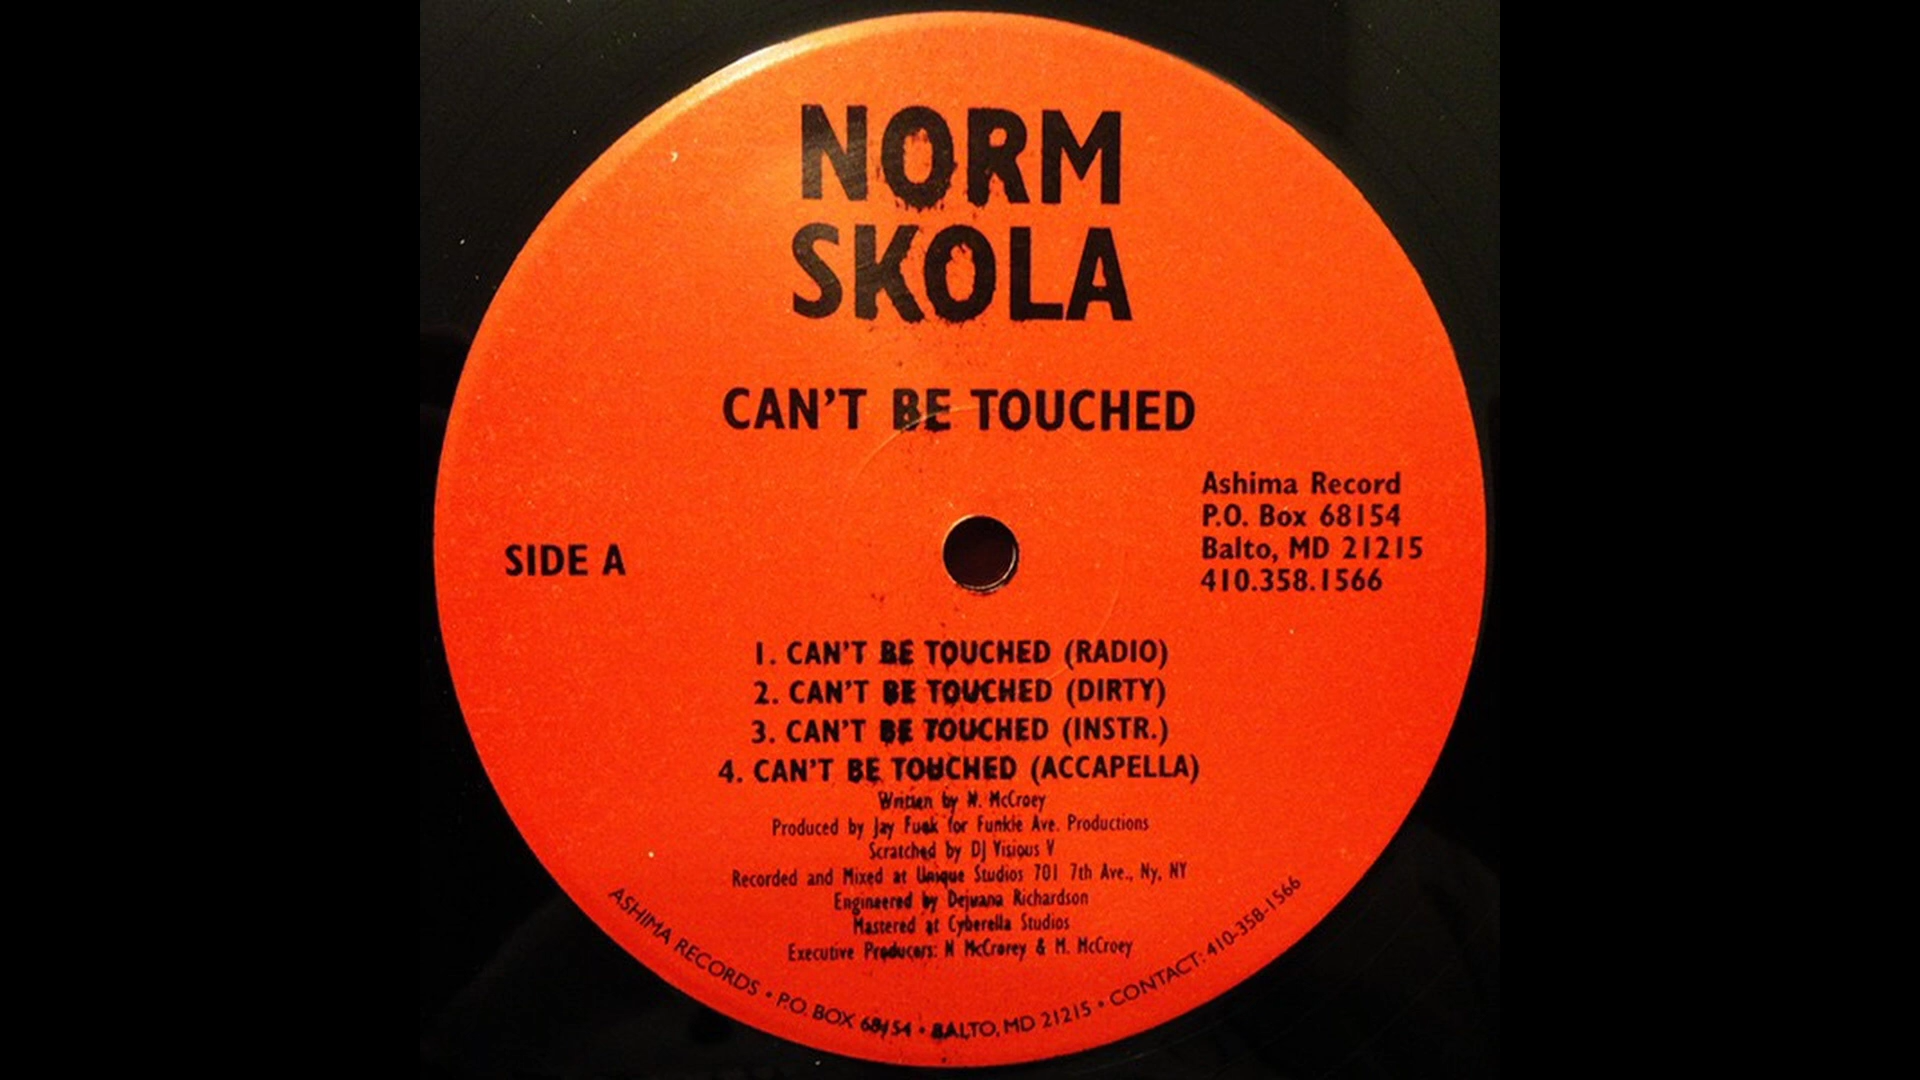 NORM
SKOLA
CAN'T BE TOUCHED
Ashima Record
P.O. Box 68154
Balto, MD 21215
410.358.1566
SIDE A
1. CAN'T BE TOUCHED (RADIO)
2. CAN'T BE TOUCHED (DIRTY)
3. CAN'T BE TOUCHED (INSTR.)
4. CAN'T BE TOUCHED (ACCAPELLA)
Written by N. McCroey
Produced by Jay Funk for Funkie Ave. Productions
Scratched by DJ Visious V
Recorded and Mixed at Unique Studios 701 7th Ave., Ny, NY
Engineered by Dejuana Richardson
Mastered at Cyberella Studios
Executive Producers: N McCrorey & M. McCroey
ASHIMA RECORDS • P.O. BOX 68154 • BALTO, MD 21215 • CONTACT: 410-358-1566